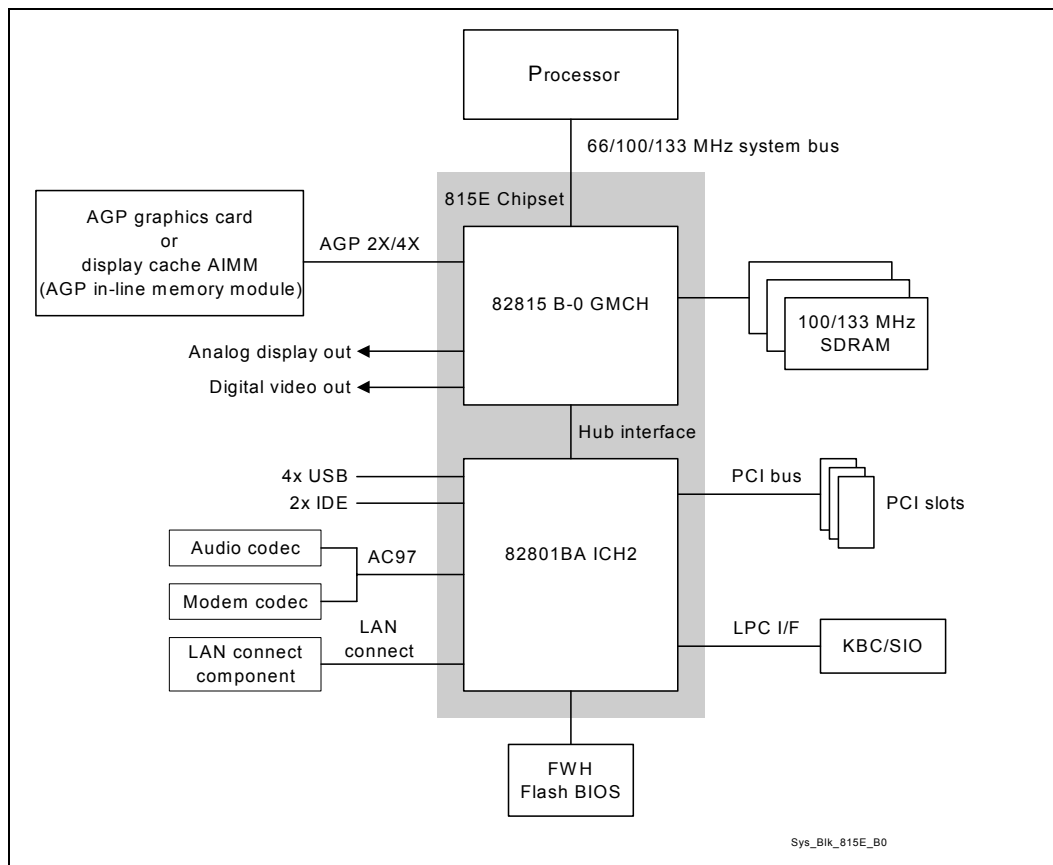 Processor
66/100/133 MHz system bus
815E Chipset
AGP graphics card
or
display cache AIMM
(AGP in-line memory module)
AGP 2X/4X
82815 B-0 GMCH
100/133 MHz
SDRAM
Analog display out
Digital video out
Hub interface
4x USB
2x IDE
PCI bus
PCI slots
Audio codec
AC97
82801BA ICH2
Modem codec
LAN
connect
LAN connect
component
LPC I/F
KBC/SIO
FWH
Flash BIOS
Sys_Blk_815E_B0